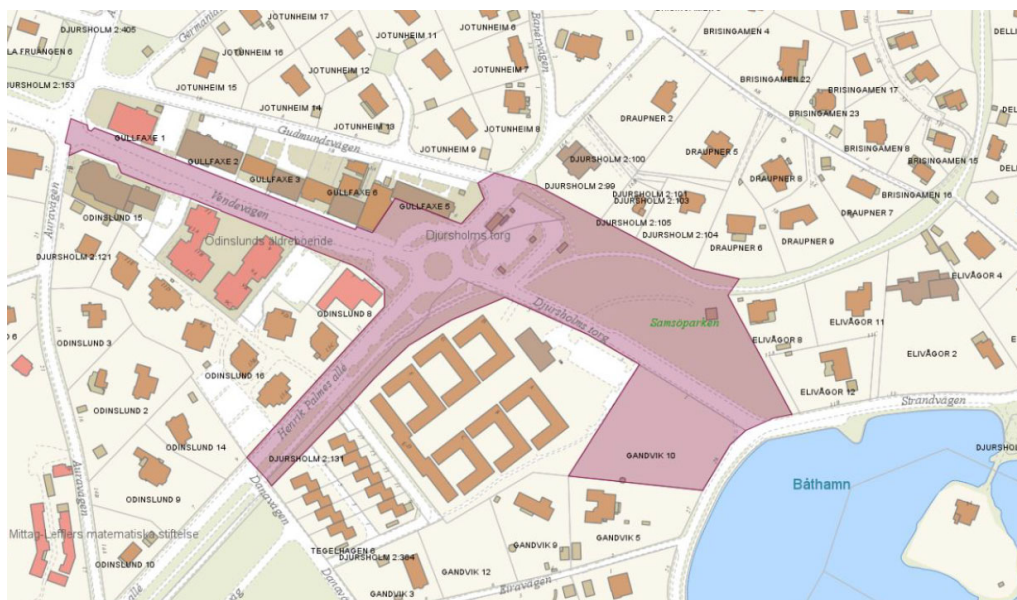 DJURSHOLM 2:405
LA FRUÄNGEN 6
DJURSHOLM 2:153
JOTUNHEIM 17
JOTUNHEIM 16
JOTUNHEIM 15
JOTUNHEIM 14
JOTUNHEIM 13
JOTUNHEIM 12
JOTUNHEIM 11
JOTUNHEIM 6
JOTUNHEIM 7
JOTUNHEIM 8
JOTUNHEIM 9
Gudmundsvägen
Banérvägen
BRISINGAMEN 4
BRISINGAMEN 22
BRISINGAMEN 17
BRISINGAMEN 23
BRISINGAMEN 8
BRISINGAMEN 15
BRISINGAMEN 16
DRAUPNER 2
DRAUPNER 5
DRAUPNER 8
DRAUPNER 7
DRAUPNER 9
DRAUPNER 6
DJURSHOLM 2:100
DJURSHOLM 2:99
DJURSHOLM 2:101
DJURSHOLM 2:103
DJURSHOLM 2:105
DJURSHOLM 2:104
GULLFAXE 1
GULLFAXE 2
GULLFAXE 3
GULLFAXE 6
GULLFAXE 5
Vendevägen
Auravägen
ODINSLUND 15
Odinslunds äldreboende
Djursholms torg
DJURSHOLM 2:121
ODINSLUND 8
ODINSLUND 3
ODINSLUND 16
ODINSLUND 2
ODINSLUND 14
ODINSLUND 9
ODINSLUND 10
Henrik Palmes allé
Djursholms torg
Samsöparken
ELIVÅGOR 4
ELIVÅGOR 11
ELIVÅGOR 8
ELIVÅGOR 2
ELIVÅGOR 12
Strandvägen
GANDVIK 10
Båthamn
DJURSHOLM 2:131
Danavägen
Auravägen
Mittag-Lefflers matematiska stiftelse
TEGELHAGEN 6
DJURSHOLM 2:364
GANDVIK 9
GANDVIK 5
GANDVIK 12
GANDVIK 3
Eiravägen